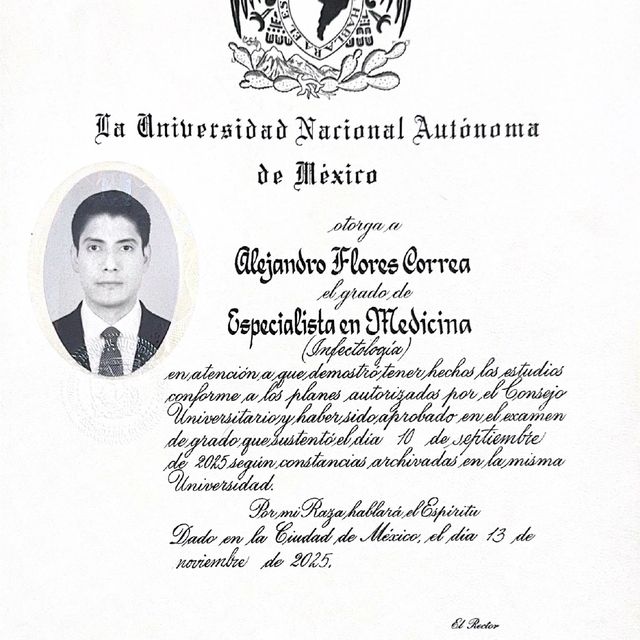 HABLARÁ EL ES
La Universidad Nacional Autónoma
de México
otorga a
Alejandro Flores Correa
el grado de
Especialista en Medicina
(Infectología)
en atención a que demostró tener hechos los estudios
conforme a los planes autorizados por el Consejo
Universitario y haber sido aprobado en el examen
de grado que sustentó el día 10 de septiembre
de 2025 según constancias archivadas en la misma
Universidad.
Por mi Raza hablará el Espíritu
Dado en la Ciudad de México, el día 13 de
noviembre de 2025.
El Rector